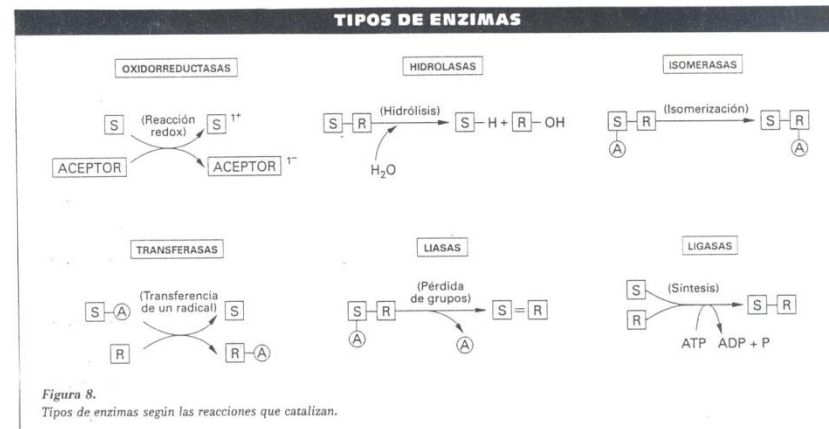 TIPOS DE ENZIMAS
OXIDORREDUCTASAS
S
(Reacción
redox)
S 1+
ACEPTOR
ACEPTOR 1−
HIDROLASAS
S–R
(Hidrólisis)
S–H + R–OH
H₂O
ISOMERASAS
S–R
A
(Isomerización)
S–R
A
TRANSFERASAS
S–A
(Transferencia
de un radical)
S
R
R–A
LIASAS
S–R
A
(Pérdida
de grupos)
S=R
A
LIGASAS
S
R
(Síntesis)
S–R
ATP ADP + P
Figura 8.
Tipos de enzimas según las reacciones que catalizan.